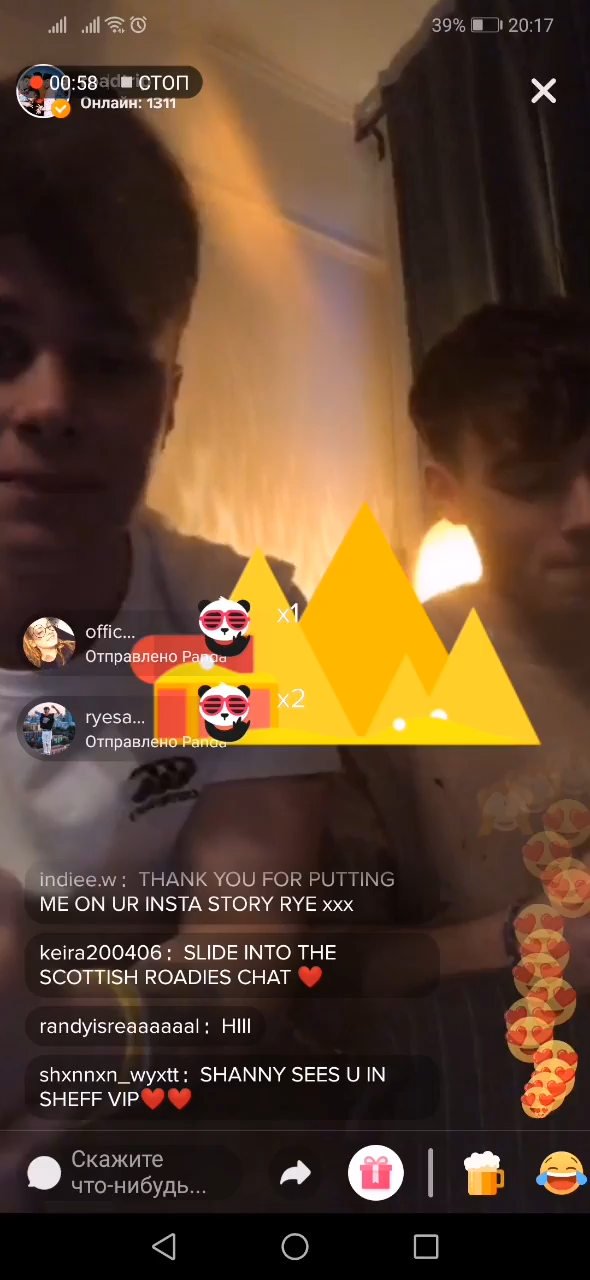 39% 20:17
00:58 СТОП
Онлайн: 1311
offic... x1
Отправлено Panda
ryesa... x2
Отправлено Panda
indiee.w : THANK YOU FOR PUTTING
ME ON UR INSTA STORY RYE xxx
keira200406 : SLIDE INTO THE
SCOTTISH ROADIES CHAT ❤️
randyisreaaaaaal : HIII
shxnnxn_wyxtt : SHANNY SEES U IN
SHEFF VIP❤️❤️
Скажите
что-нибудь...